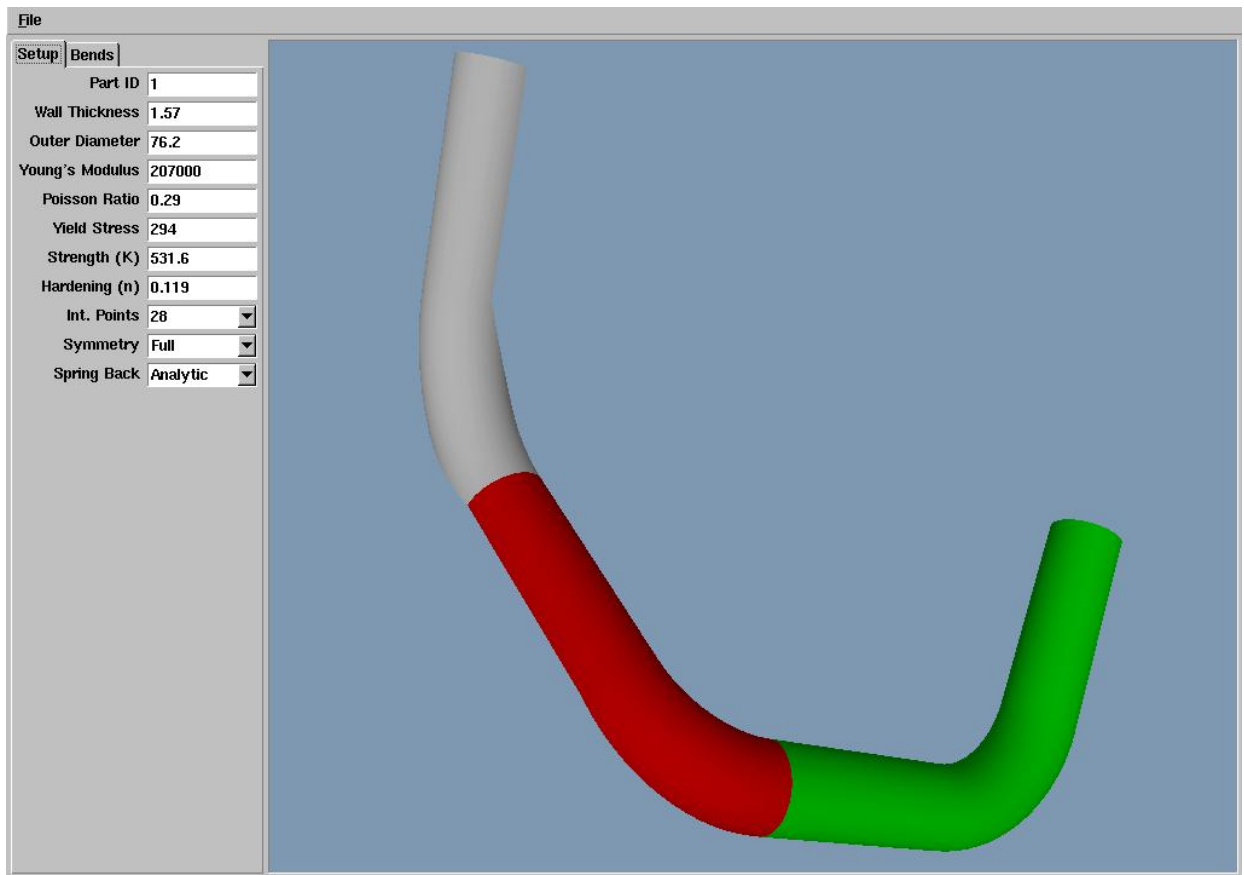 File
Setup Bends
Part ID 1
Wall Thickness 1.57
Outer Diameter 76.2
Young's Modulus 207000
Poisson Ratio 0.29
Yield Stress 294
Strength (K) 531.6
Hardening (n) 0.119
Int. Points 28
Symmetry Full
Spring Back Analytic